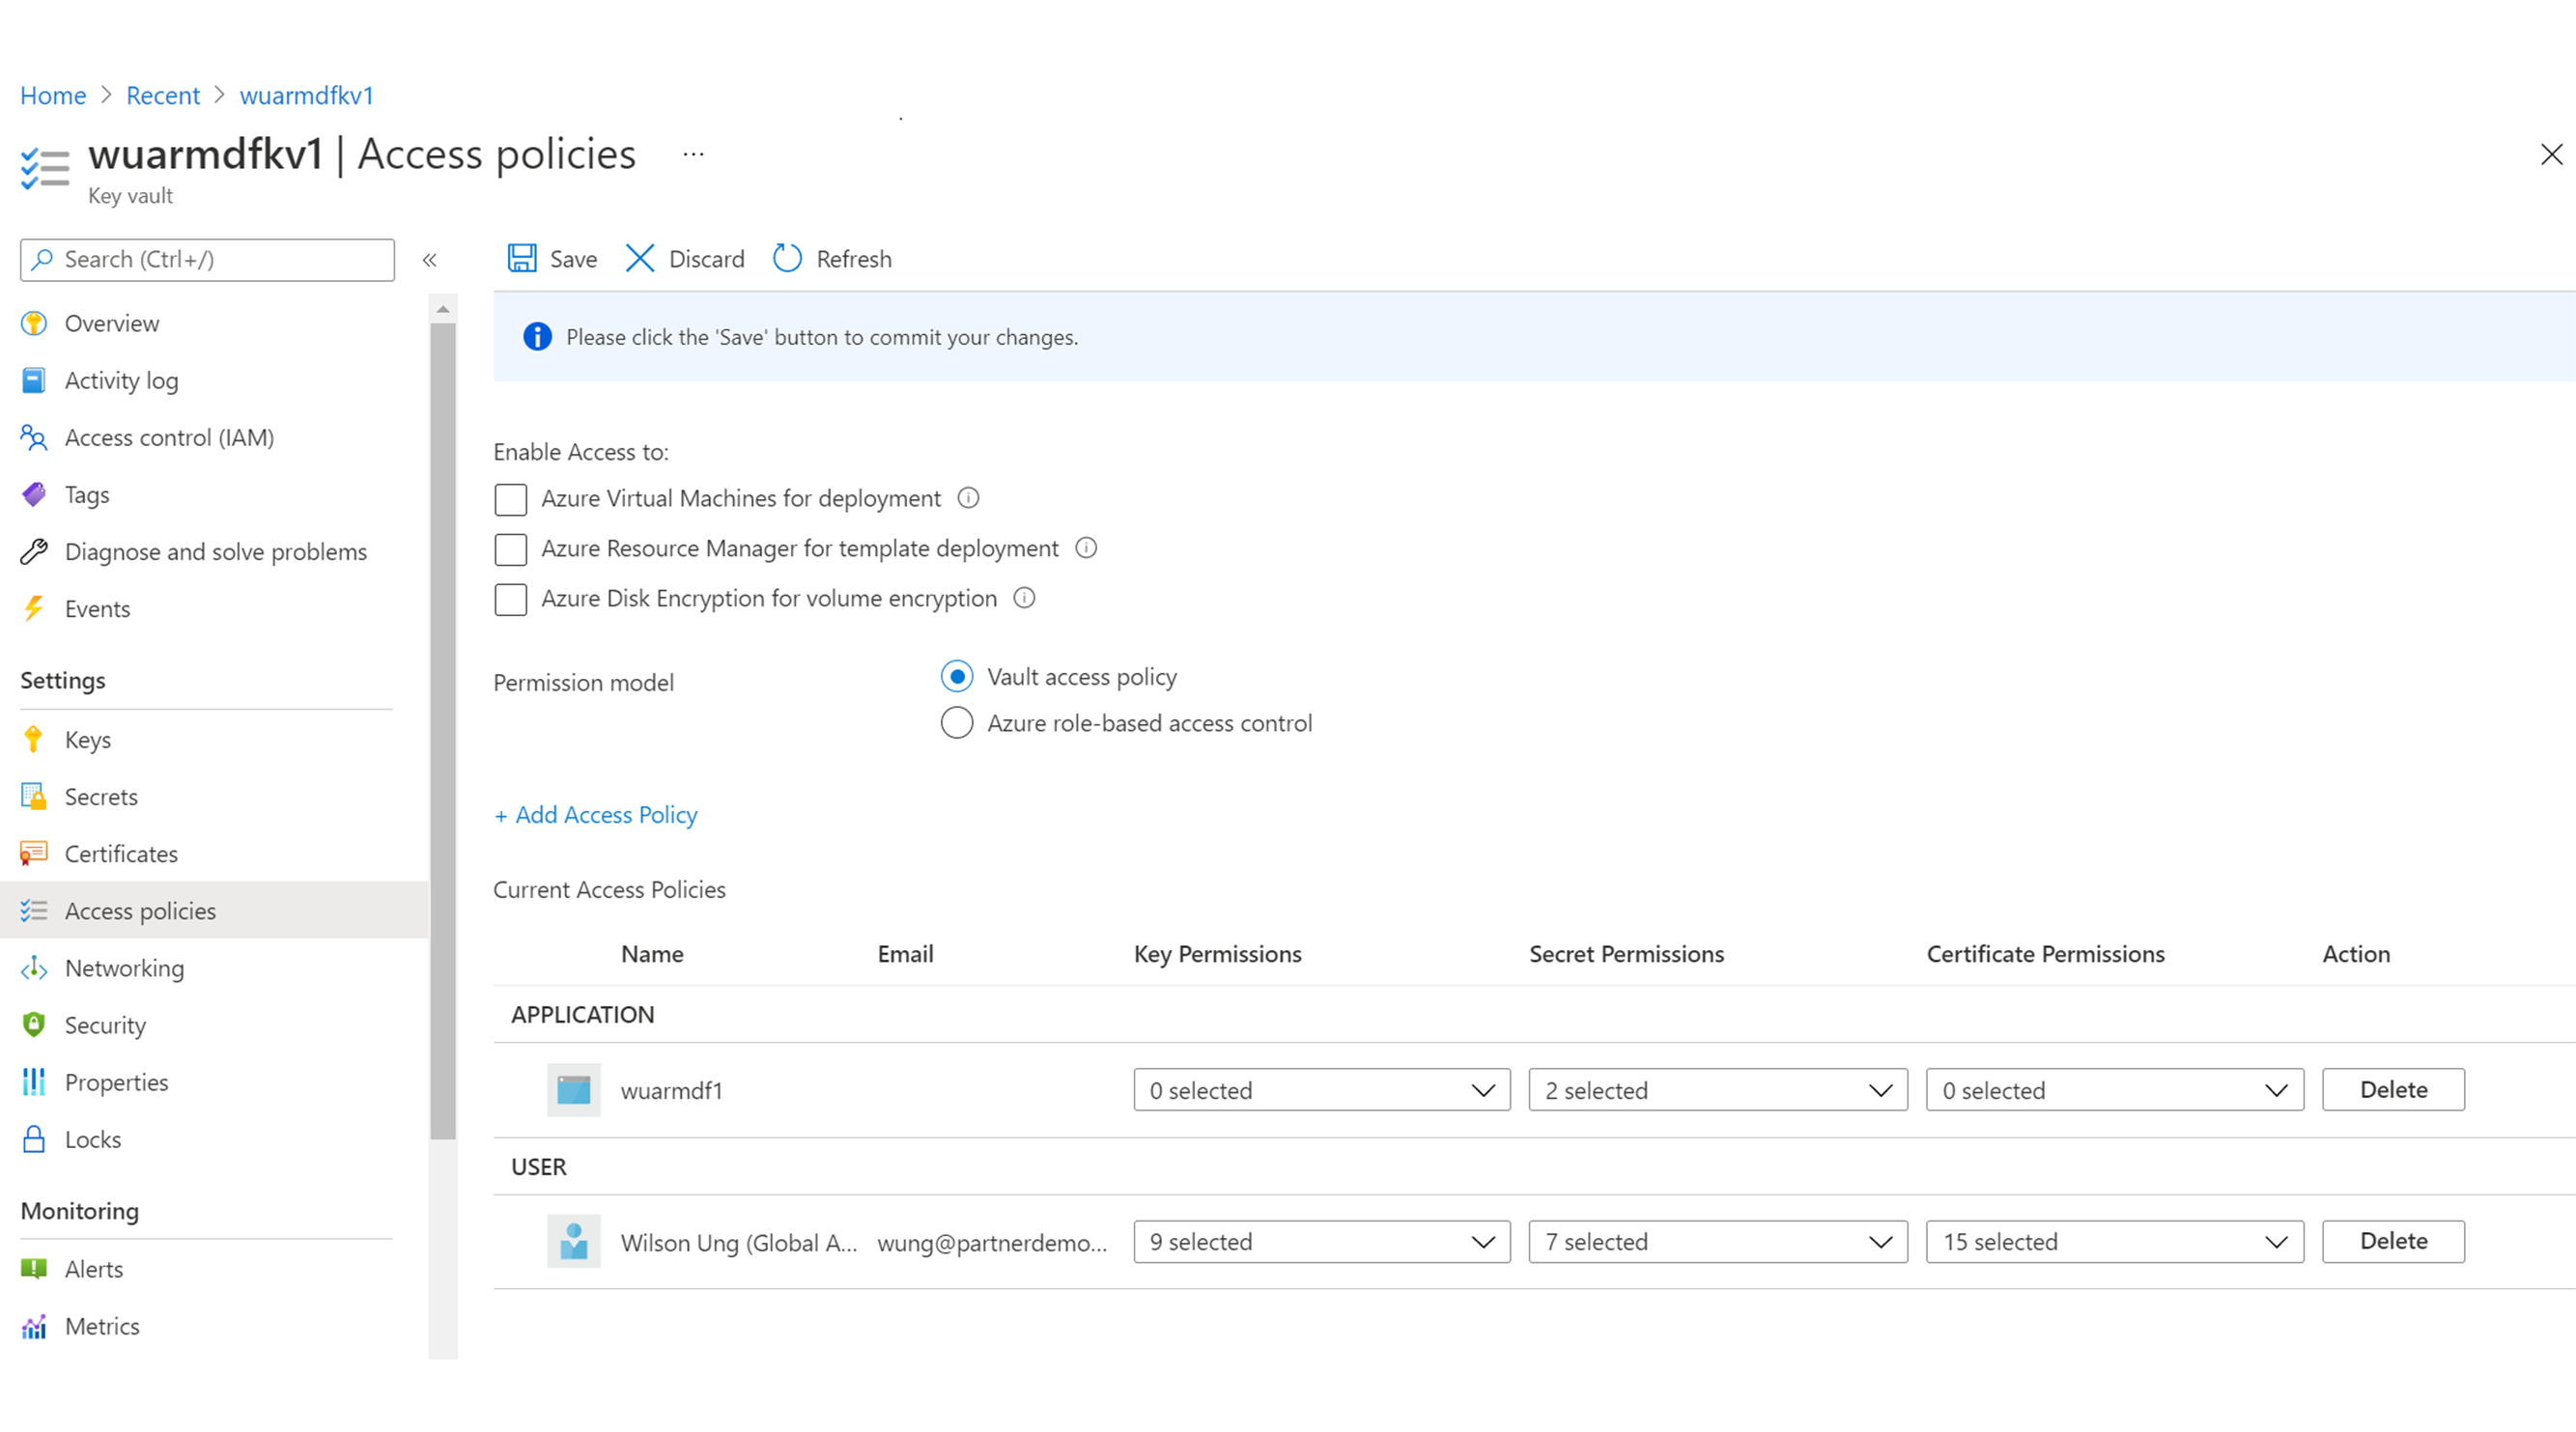 Home > Recent > wuarmdfkv1
wuarmdfkv1 | Access policies ...
Key vault
Search (Ctrl+/)
«
Overview
Activity log
Access control (IAM)
Tags
Diagnose and solve problems
Events
Settings
Keys
Secrets
Certificates
Access policies
Networking
Security
Properties
Locks
Monitoring
Alerts
Metrics
Save Discard Refresh
Please click the 'Save' button to commit your changes.
Enable Access to:
Azure Virtual Machines for deployment
Azure Resource Manager for template deployment
Azure Disk Encryption for volume encryption
Permission model
Vault access policy
Azure role-based access control
+ Add Access Policy
Current Access Policies
Name Email Key Permissions Secret Permissions Certificate Permissions Action
APPLICATION
wuarmdf1 0 selected 2 selected 0 selected Delete
USER
Wilson Ung (Global A... wung@partnerdemo... 9 selected 7 selected 15 selected Delete